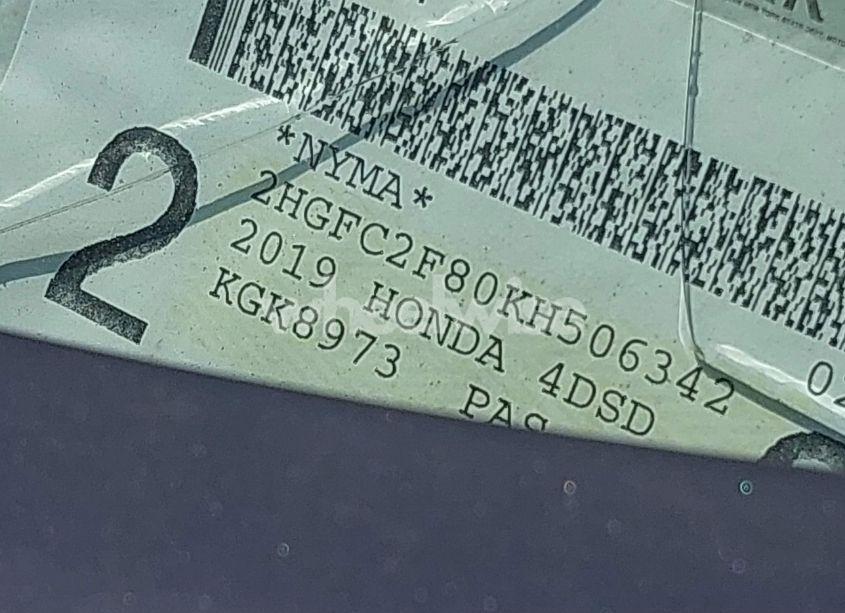 2
*NYMA*
2HGFC2F80KH506342
2019 HONDA 4DSD
KGK8973 PAS